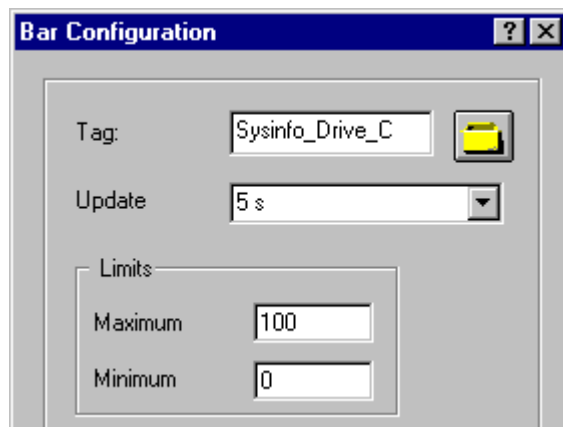 Bar Configuration
Tag: Sysinfo_Drive_C
Update 5 s
Limits
Maximum 100
Minimum 0